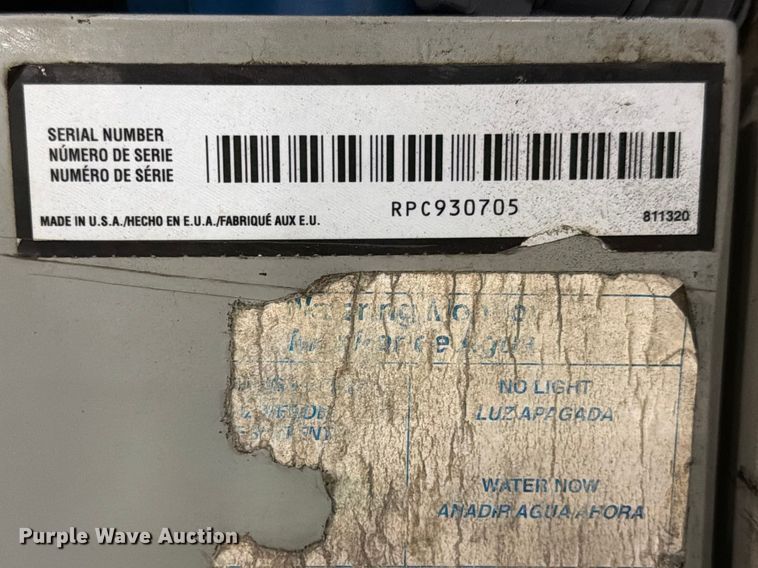 SERIAL NUMBER
NÚMERO DE SERIE
NUMÉRO DE SÉRIE
MADE IN U.S.A./HECHO EN E.U.A./FABRIQUÉ AUX E.U.
RPC930705
811320
NO LIGHT
LUZ APAGADA
WATER NOW
AÑADIR AGUA AHORA
Purple Wave Auction